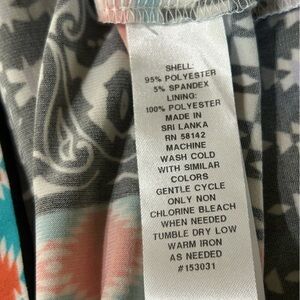 SHELL:
95% POLYESTER
5% SPANDEX
LINING:
100% POLYESTER
MADE IN
SRI LANKA
RN 58142
MACHINE
WASH COLD
WITH SIMILAR
COLORS
GENTLE CYCLE
ONLY NON
CHLORINE BLEACH
WHEN NEEDED
TUMBLE DRY LOW
WARM IRON
AS NEEDED
#153031